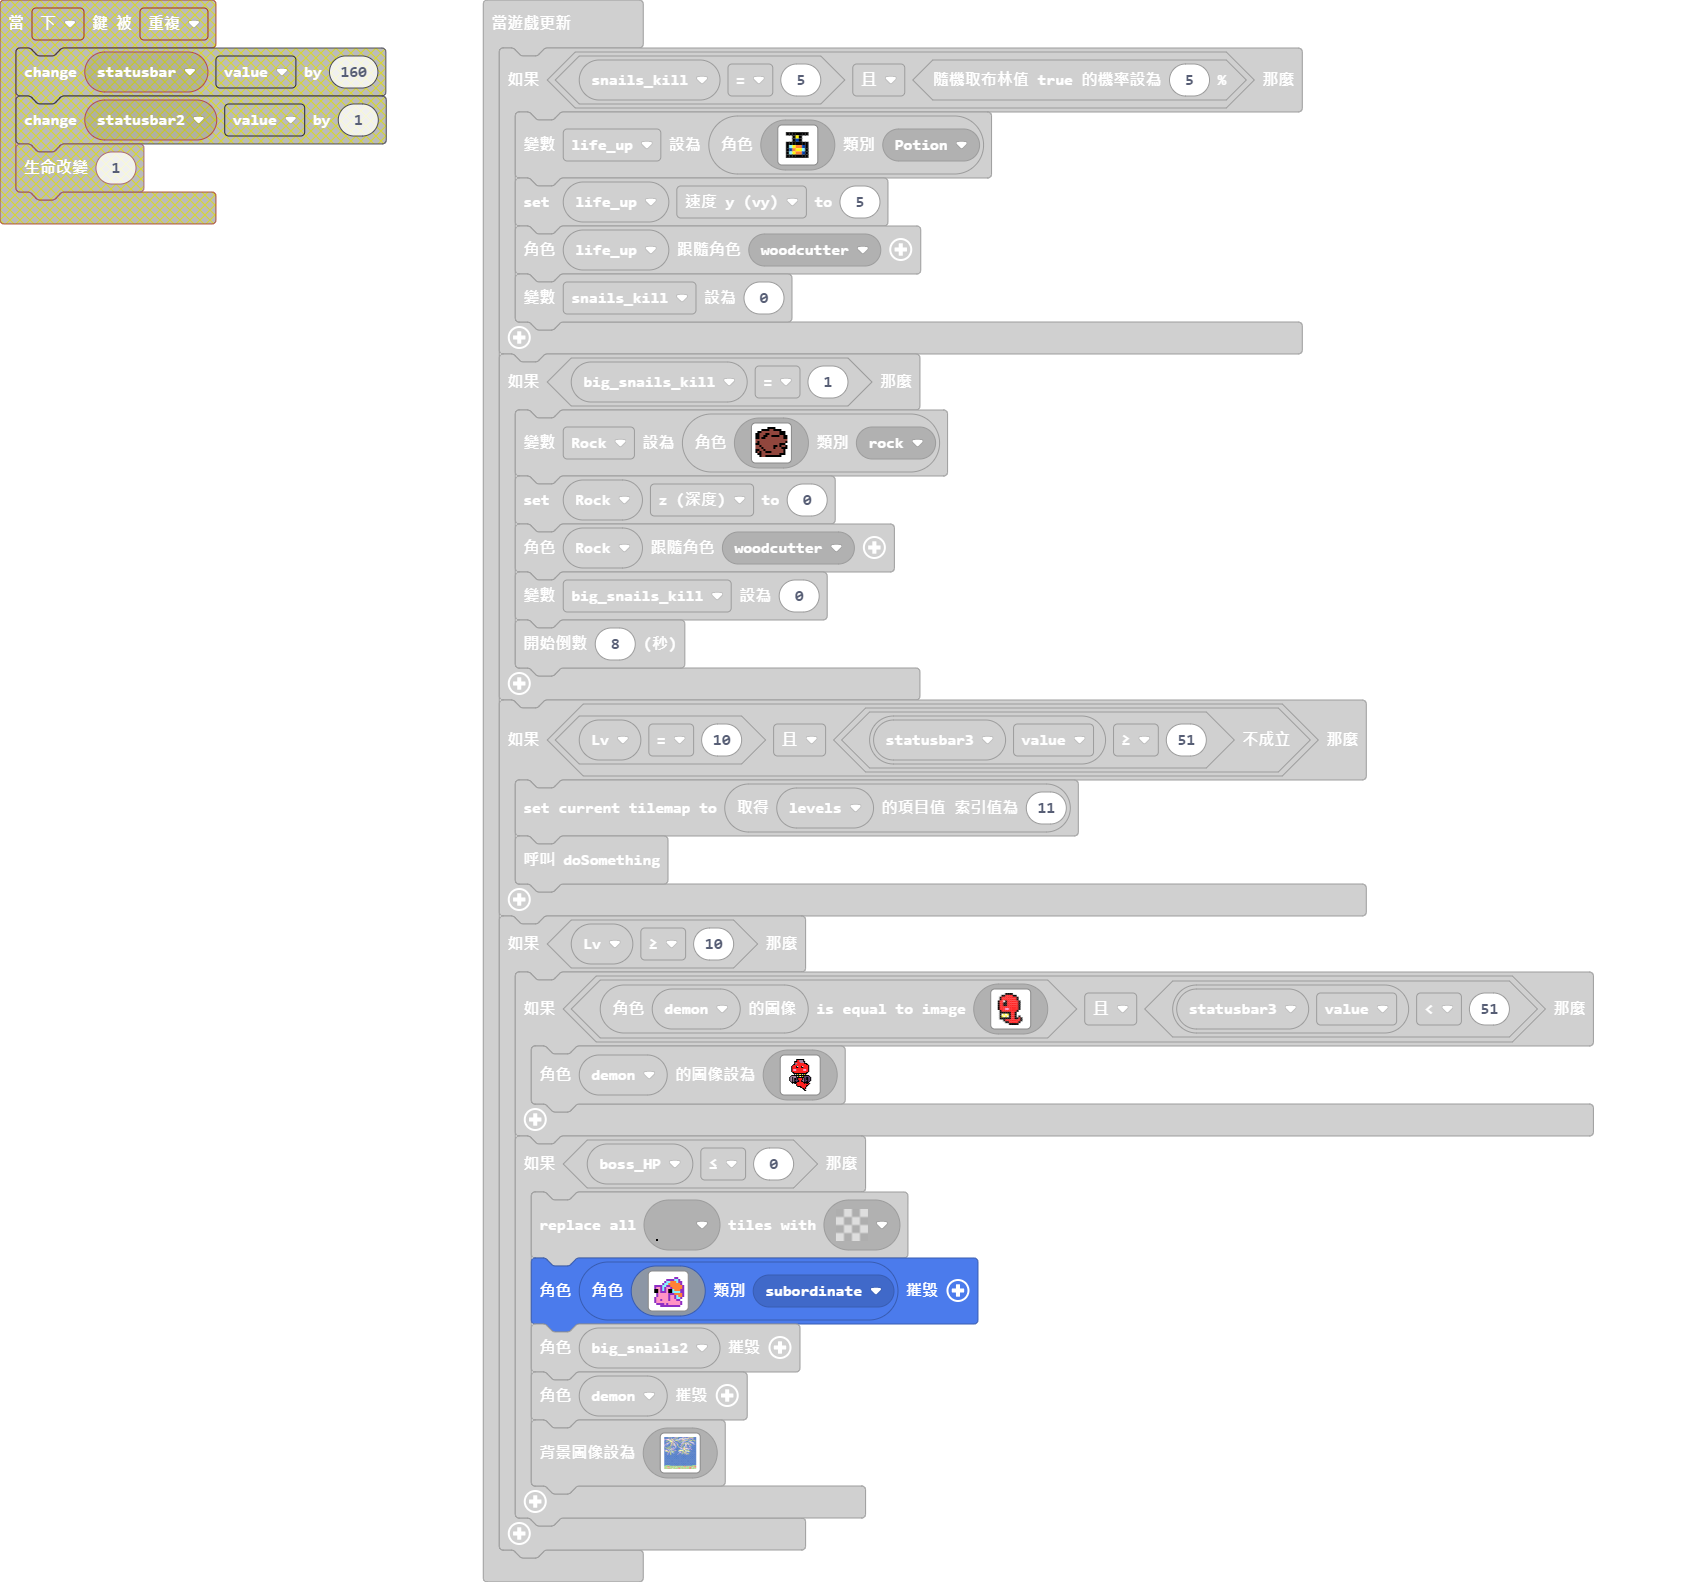 當 下 鍵 被 重複
change statusbar value by 160
change statusbar2 value by 1
生命改變 1
當遊戲更新
如果 snails_kill = 5 且 隨機取布林值 true 的機率設為 5 % 那麼
變數 life_up 設為 角色 類別 Potion
set life_up 速度 y (vy) to 5
角色 life_up 跟隨角色 woodcutter
變數 snails_kill 設為 0
如果 big_snails_kill = 1 那麼
變數 Rock 設為 角色 類別 rock
set Rock z (深度) to 0
角色 Rock 跟隨角色 woodcutter
變數 big_snails_kill 設為 0
開始倒數 8 (秒)
如果 Lv = 10 且 statusbar3 value ≥ 51 不成立 那麼
set current tilemap to 取得 levels 的項目值 索引值為 11
呼叫 doSomething
如果 Lv ≥ 10 那麼
如果 角色 demon 的圖像 is equal to image 且 statusbar3 value < 51 那麼
角色 demon 的圖像設為
如果 boss_HP ≤ 0 那麼
replace all tiles with
角色 角色 類別 subordinate 摧毀
角色 big_snails2 摧毀
角色 demon 摧毀
背景圖像設為